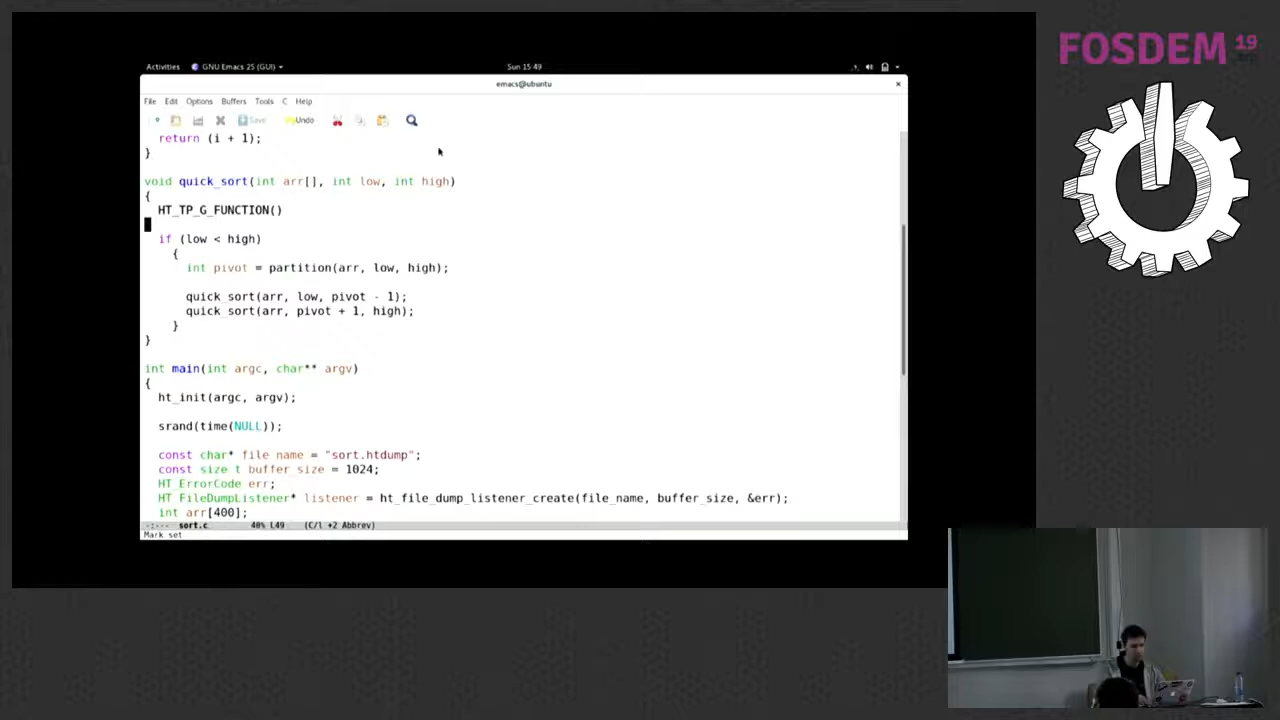 FOSDEM 19
.org
Activities GNU Emacs 25 (GUI) Sun 15:49
emacs@ubuntu
File Edit Options Buffers Tools C Help
Save Undo
return (i + 1);
}
void quick_sort(int arr[], int low, int high)
{
HT_TP_G_FUNCTION()
if (low < high)
{
int pivot = partition(arr, low, high);
quick_sort(arr, low, pivot - 1);
quick_sort(arr, pivot + 1, high);
}
}
int main(int argc, char** argv)
{
ht_init(argc, argv);
srand(time(NULL));
const char* file_name = "sort.htdump";
const size_t buffer_size = 1024;
HT_ErrorCode err;
HT_FileDumpListener* listener = ht_file_dump_listener_create(file_name, buffer_size, &err);
int arr[400];
-:--- sort.c 40% L49 (C/l +2 Abbrev)
Mark set